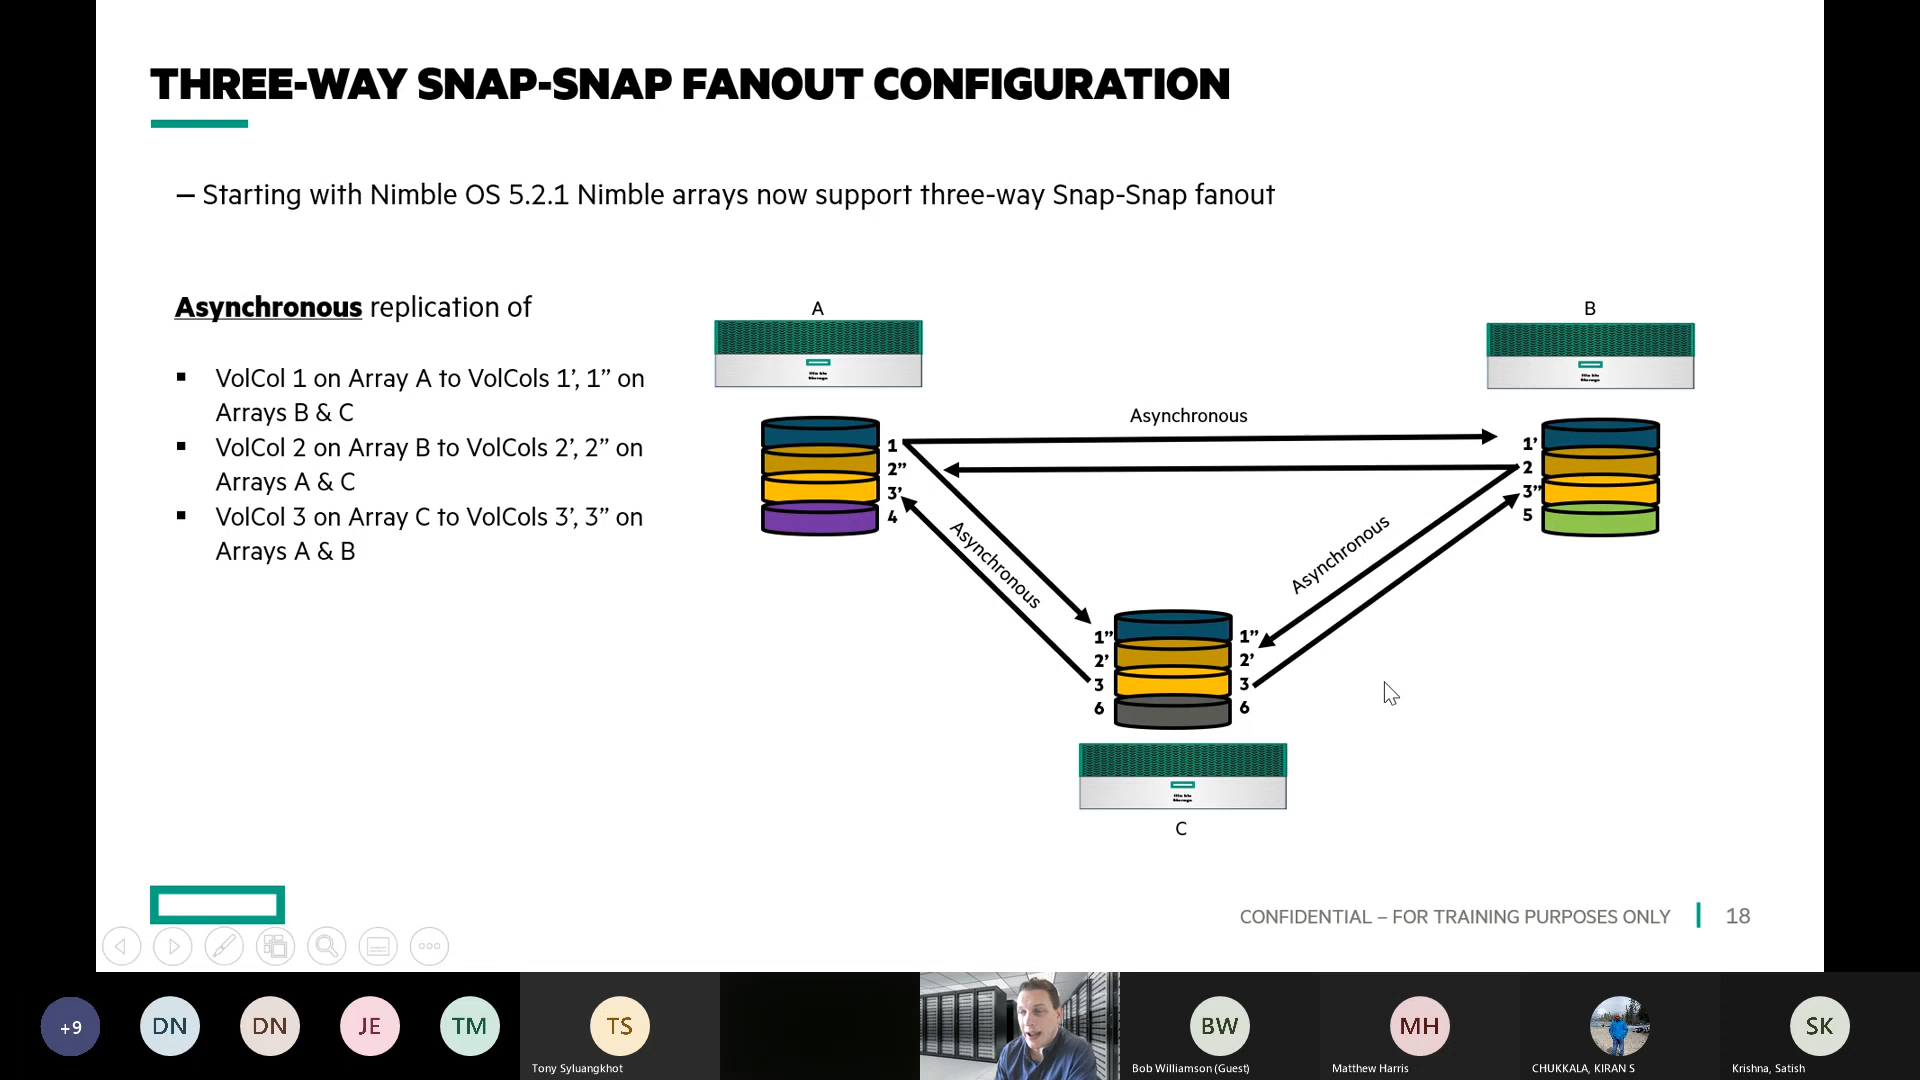 THREE-WAY SNAP-SNAP FANOUT CONFIGURATION
– Starting with Nimble OS 5.2.1 Nimble arrays now support three-way Snap-Snap fanout
Asynchronous replication of
▪ VolCol 1 on Array A to VolCols 1’, 1” on
Arrays B & C
▪ VolCol 2 on Array B to VolCols 2’, 2” on
Arrays A & C
▪ VolCol 3 on Array C to VolCols 3’, 3” on
Arrays A & B
A
B
Asynchronous
1
2”
3’
4
1’
2
3”
5
Asynchronous
Asynchronous
1”
2’
3
6
1”
2’
3
6
C
CONFIDENTIAL – FOR TRAINING PURPOSES ONLY
18
+9
DN
DN
JE
TM
TS
BW
MH
SK
Tony Syluangkhot
Bob Williamson (Guest)
Matthew Harris
CHUKKALA, KIRAN S
Krishna, Satish